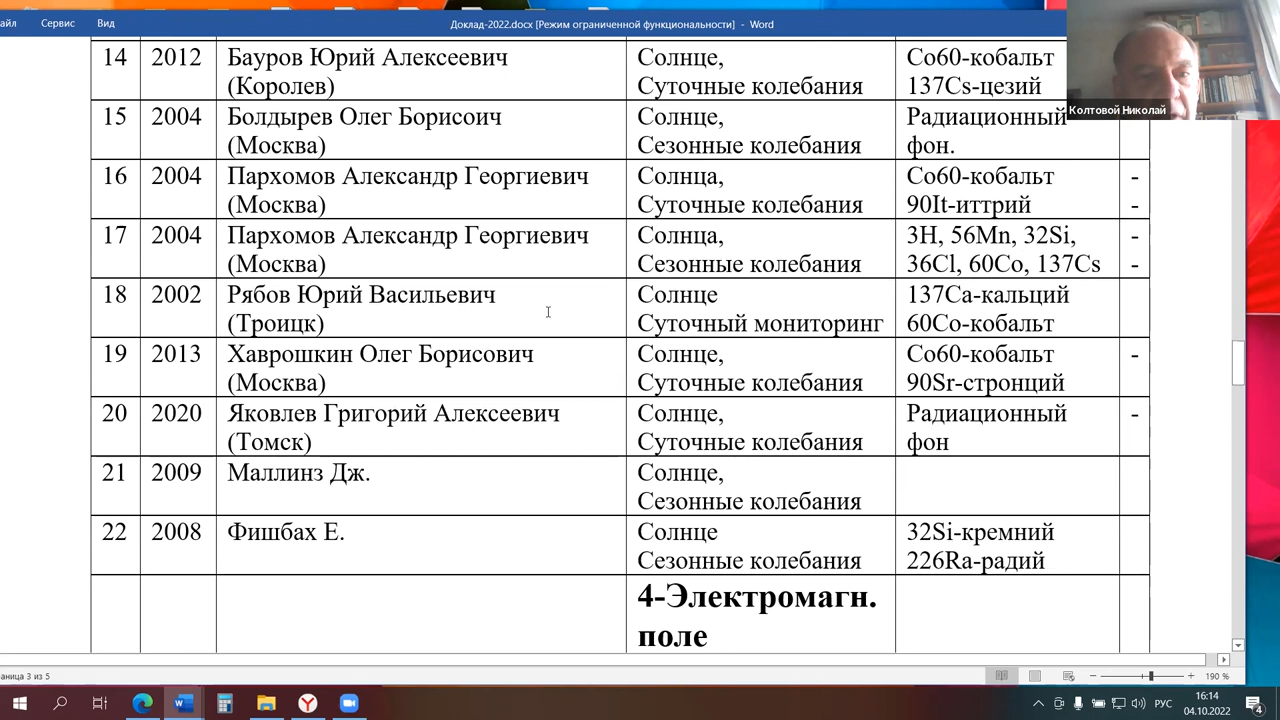 айл Сервис Вид Доклад-2022.docx [Режим ограниченной функциональности] - Word
Колтовой Николай
14 2012 Бауров Юрий Алексеевич Солнце, Co60-кобальт
(Королев) Суточные колебания 137Cs-цезий
15 2004 Болдырев Олег Борисоич Солнце, Радиационный
(Москва) Сезонные колебания фон.
16 2004 Пархомов Александр Георгиевич Солнца, Co60-кобальт -
(Москва) Суточные колебания 90It-иттрий -
17 2004 Пархомов Александр Георгиевич Солнца, 3H, 56Mn, 32Si, -
(Москва) Сезонные колебания 36Cl, 60Co, 137Cs -
18 2002 Рябов Юрий Васильевич Солнце 137Ca-кальций
(Троицк) Суточный мониторинг 60Co-кобальт
19 2013 Хаврошкин Олег Борисович Солнце, Co60-кобальт -
(Москва) Суточные колебания 90Sr-стронций
20 2020 Яковлев Григорий Алексеевич Солнце, Радиационный -
(Томск) Суточные колебания фон
21 2009 Маллинз Дж. Солнце,
Сезонные колебания
22 2008 Фишбах Е. Солнце 32Si-кремний
Сезонные колебания 226Ra-радий
4-Электромагн.
поле
аница 3 из 5 190 %
РУС 16:14
04.10.2022 4